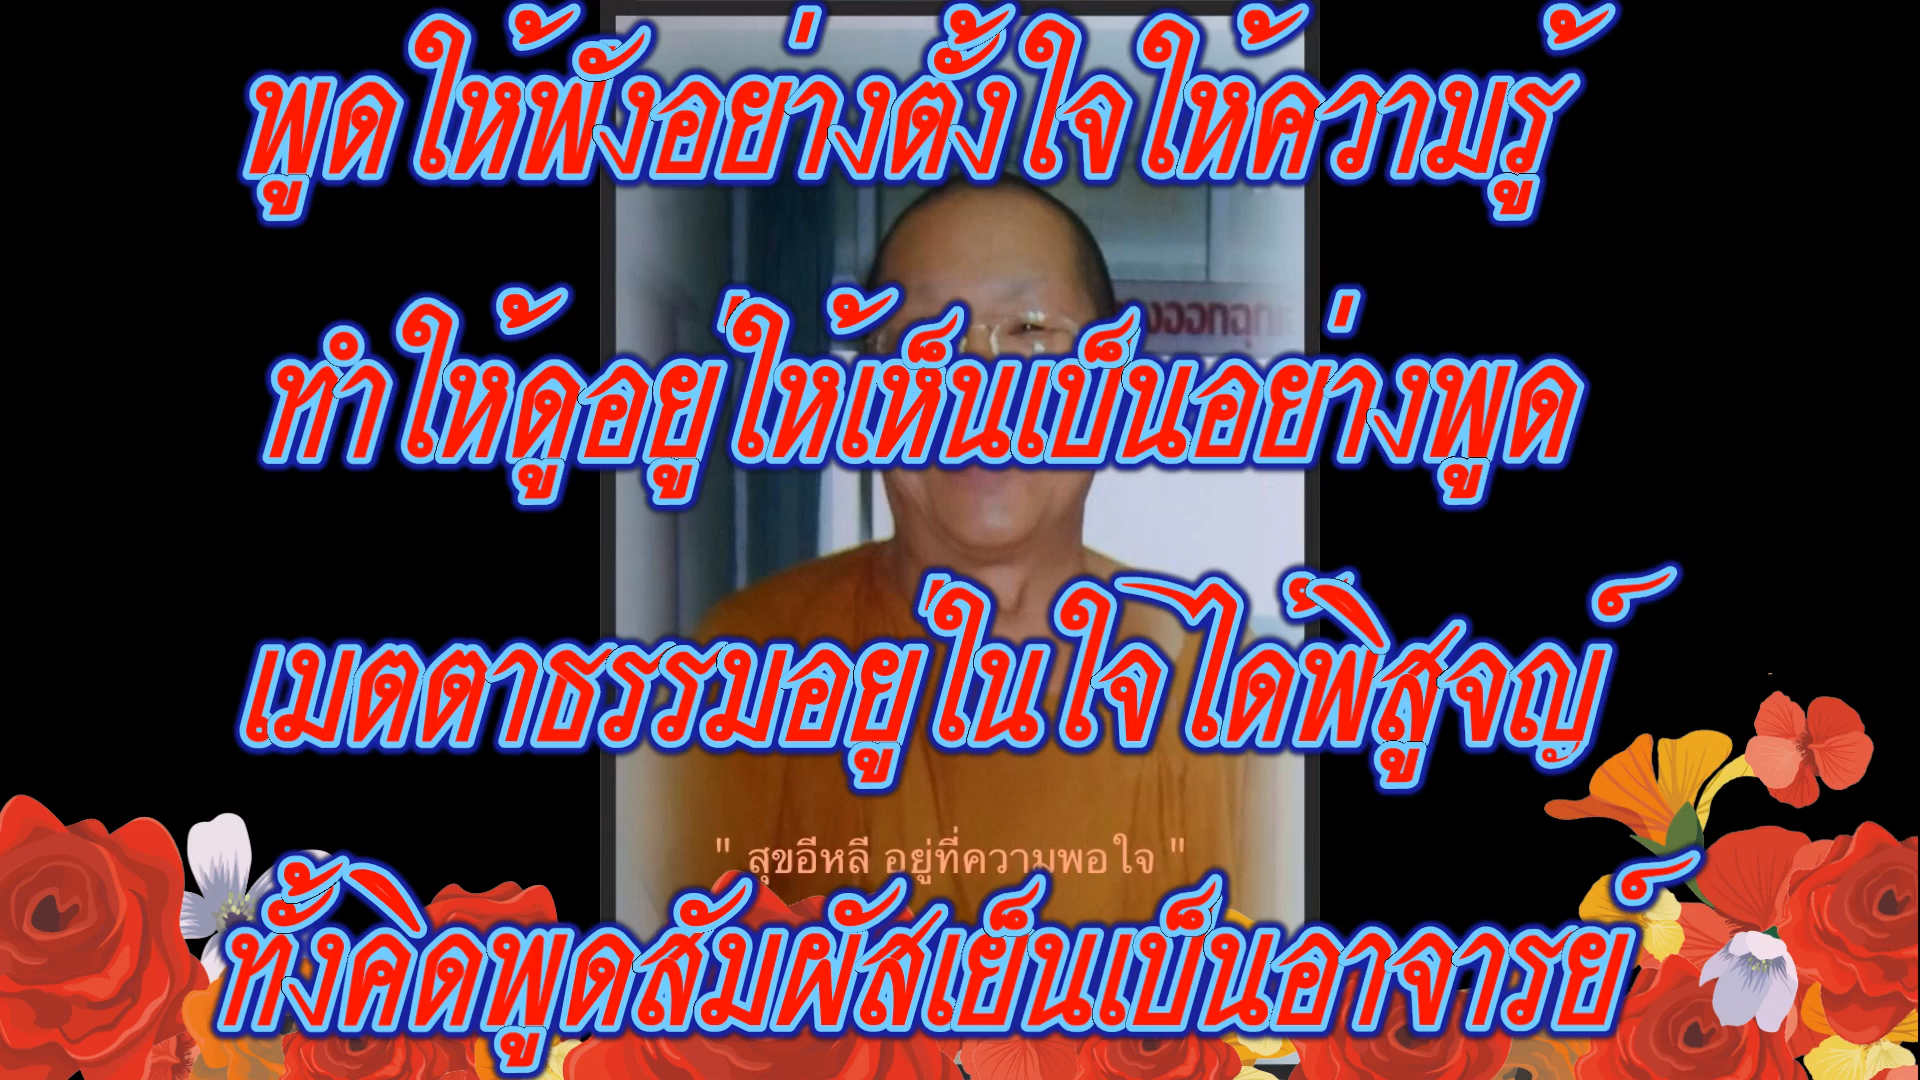 พูดให้ฟังอย่างตั้งใจให้ความรู้
ทำให้ดูอยู่ให้เห็นเป็นอย่างพูด
เมตตาธรรมอยู่ในใจได้พิสูจญ์
" สุขอีหลี อยู่ที่ความพอใจ "
ทั้งคิดพูดสัมผัสเย็นเป็นอาจารย์